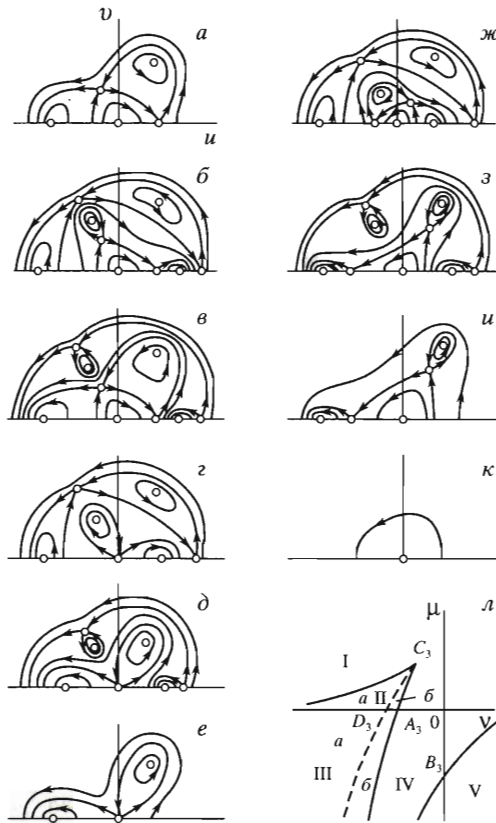 υ
а
и
ж
б
з
в
и
г
к
д
л
е
μ
C₃
I
а
II
б
D₃
A₃
0
ν
а
B₃
III
б
IV
V